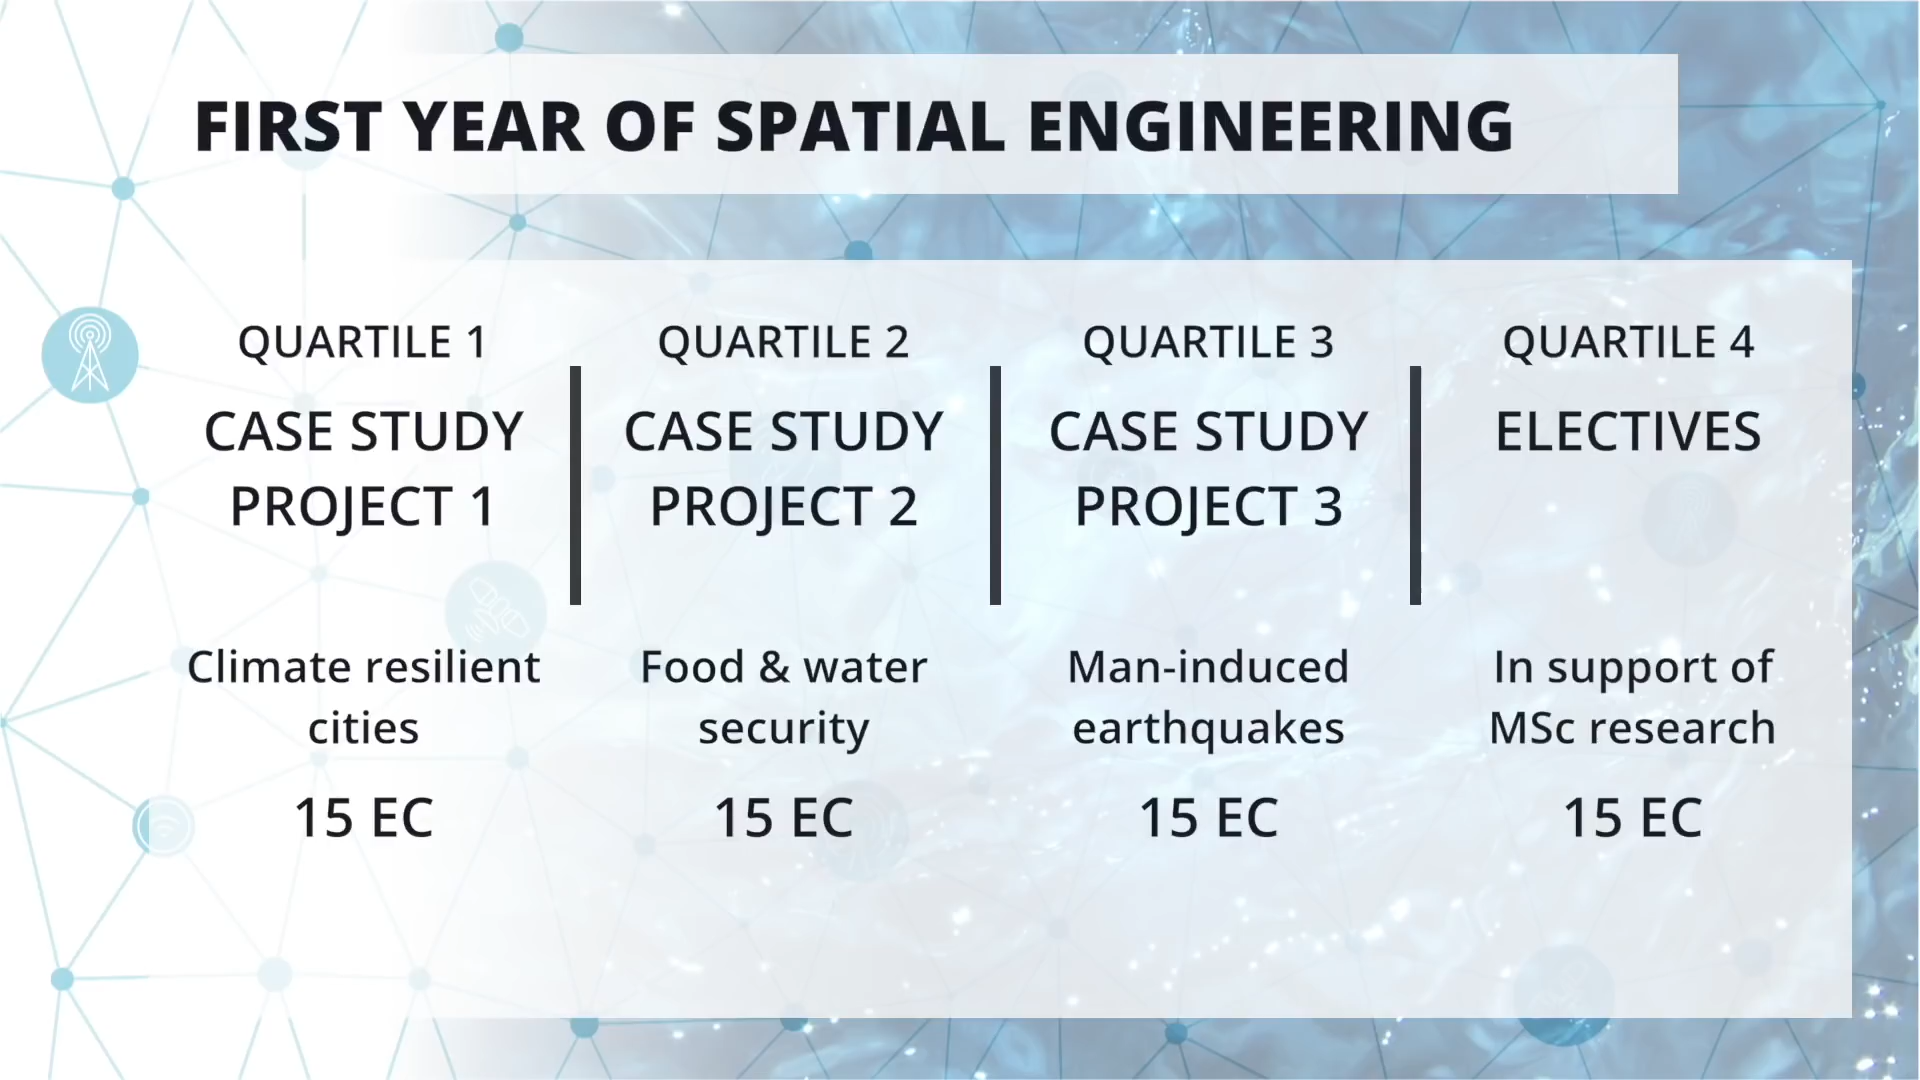 FIRST YEAR OF SPATIAL ENGINEERING
QUARTILE 1
CASE STUDY
PROJECT 1
Climate resilient
cities
15 EC
QUARTILE 2
CASE STUDY
PROJECT 2
Food & water
security
15 EC
QUARTILE 3
CASE STUDY
PROJECT 3
Man-induced
earthquakes
15 EC
QUARTILE 4
ELECTIVES
In support of
MSc research
15 EC